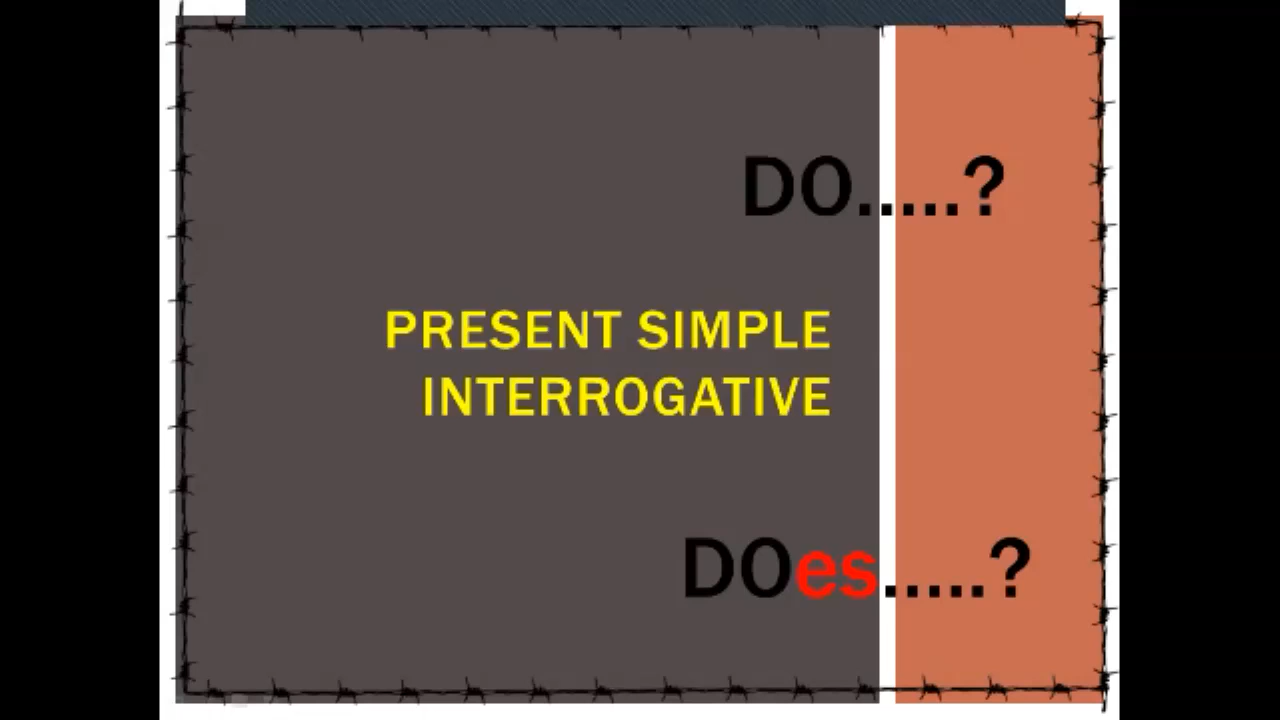 DO.....?
PRESENT SIMPLE
INTERROGATIVE
DOes.....?